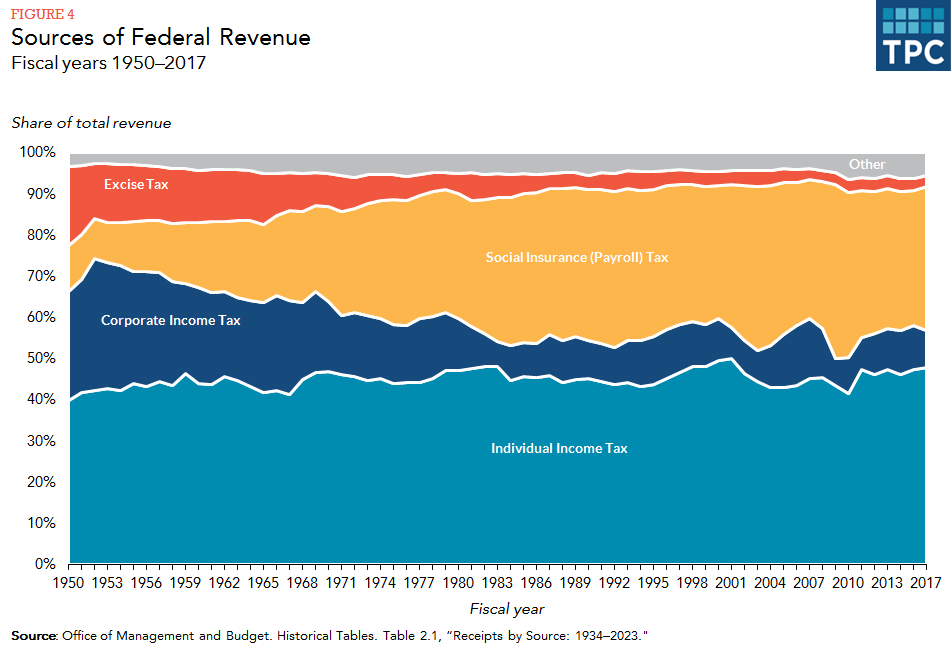 FIGURE 4
Sources of Federal Revenue
Fiscal years 1950–2017
TPC
Share of total revenue
100%
90%
80%
70%
60%
50%
40%
30%
20%
10%
0%
Other
Excise Tax
Social Insurance (Payroll) Tax
Corporate Income Tax
Individual Income Tax
1950 1953 1956 1959 1962 1965 1968 1971 1974 1977 1980 1983 1986 1989 1992 1995 1998 2001 2004 2007 2010 2013 2017
Fiscal year
Source: Office of Management and Budget. Historical Tables. Table 2.1, “Receipts by Source: 1934–2023."